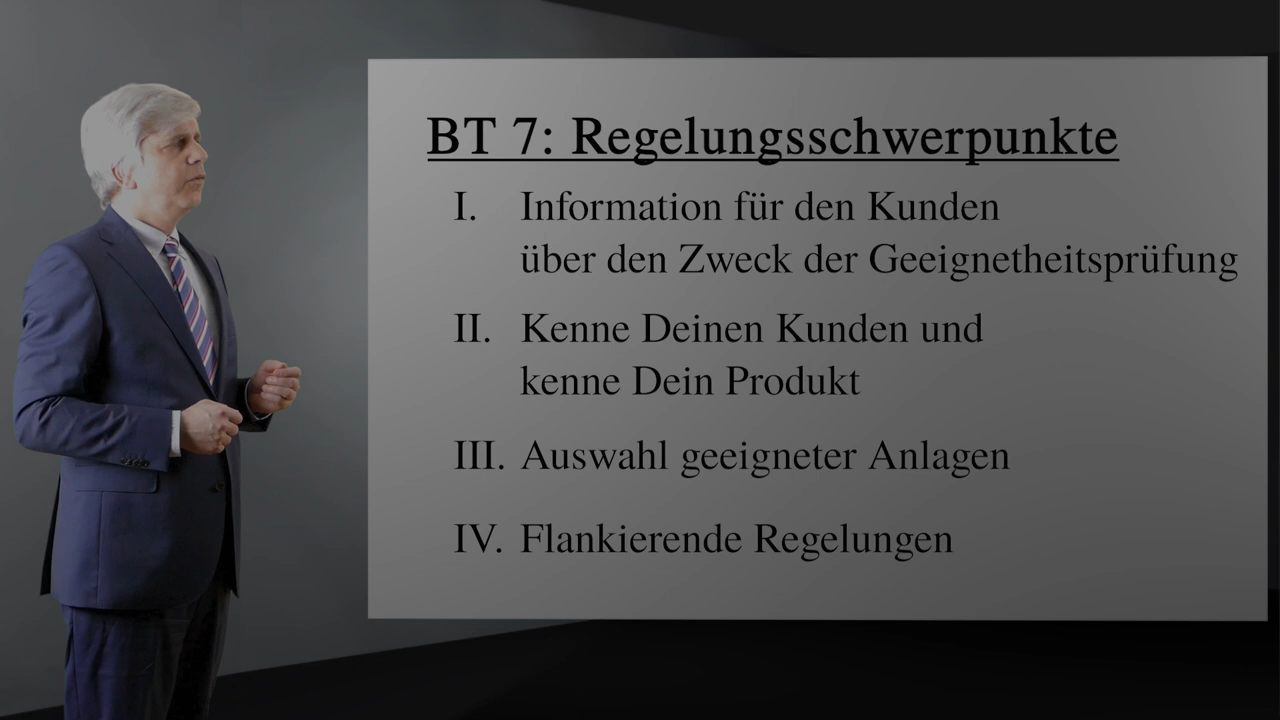 BT 7: Regelungsschwerpunkte
I. Information für den Kunden
über den Zweck der Geeignetheitsprüfung
II. Kenne Deinen Kunden und
kenne Dein Produkt
III. Auswahl geeigneter Anlagen
IV. Flankierende Regelungen